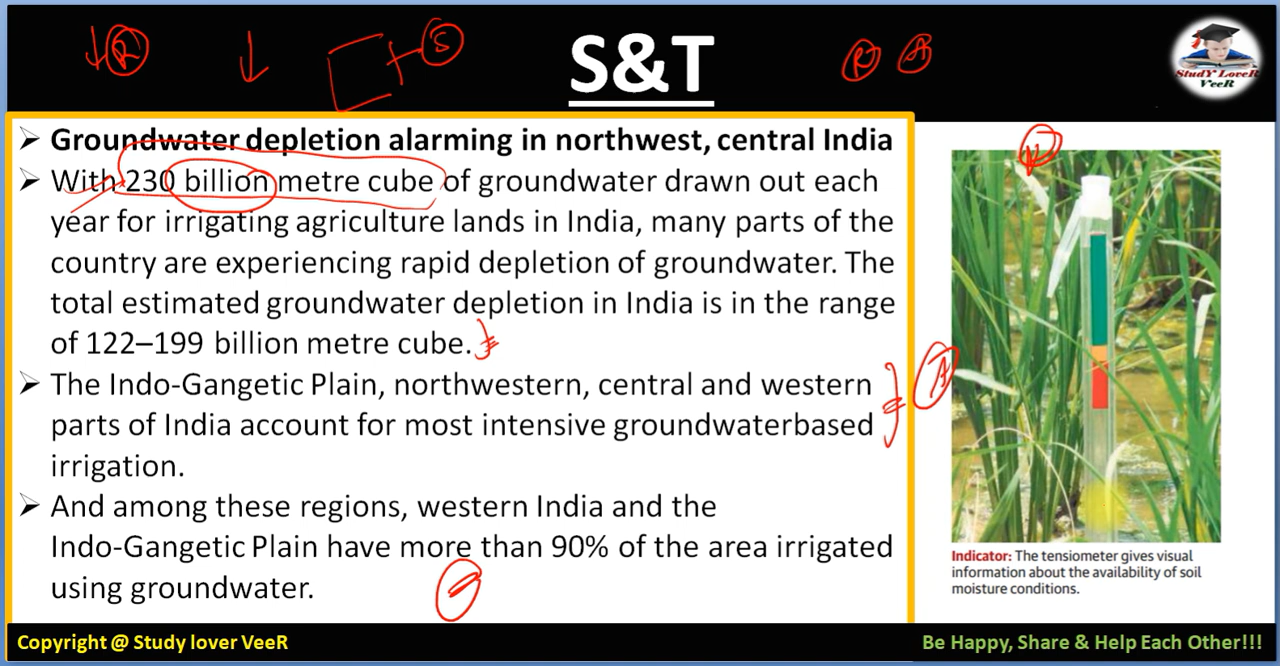 S&T
StudY LoveR
VeeR
➢ Groundwater depletion alarming in northwest, central India
➢ With 230 billion metre cube of groundwater drawn out each
year for irrigating agriculture lands in India, many parts of the
country are experiencing rapid depletion of groundwater. The
total estimated groundwater depletion in India is in the range
of 122–199 billion metre cube.
➢ The Indo-Gangetic Plain, northwestern, central and western
parts of India account for most intensive groundwaterbased
irrigation.
➢ And among these regions, western India and the
Indo-Gangetic Plain have more than 90% of the area irrigated
using groundwater.
Indicator: The tensiometer gives visual
information about the availability of soil
moisture conditions.
Copyright @ Study lover VeeR
Be Happy, Share & Help Each Other!!!